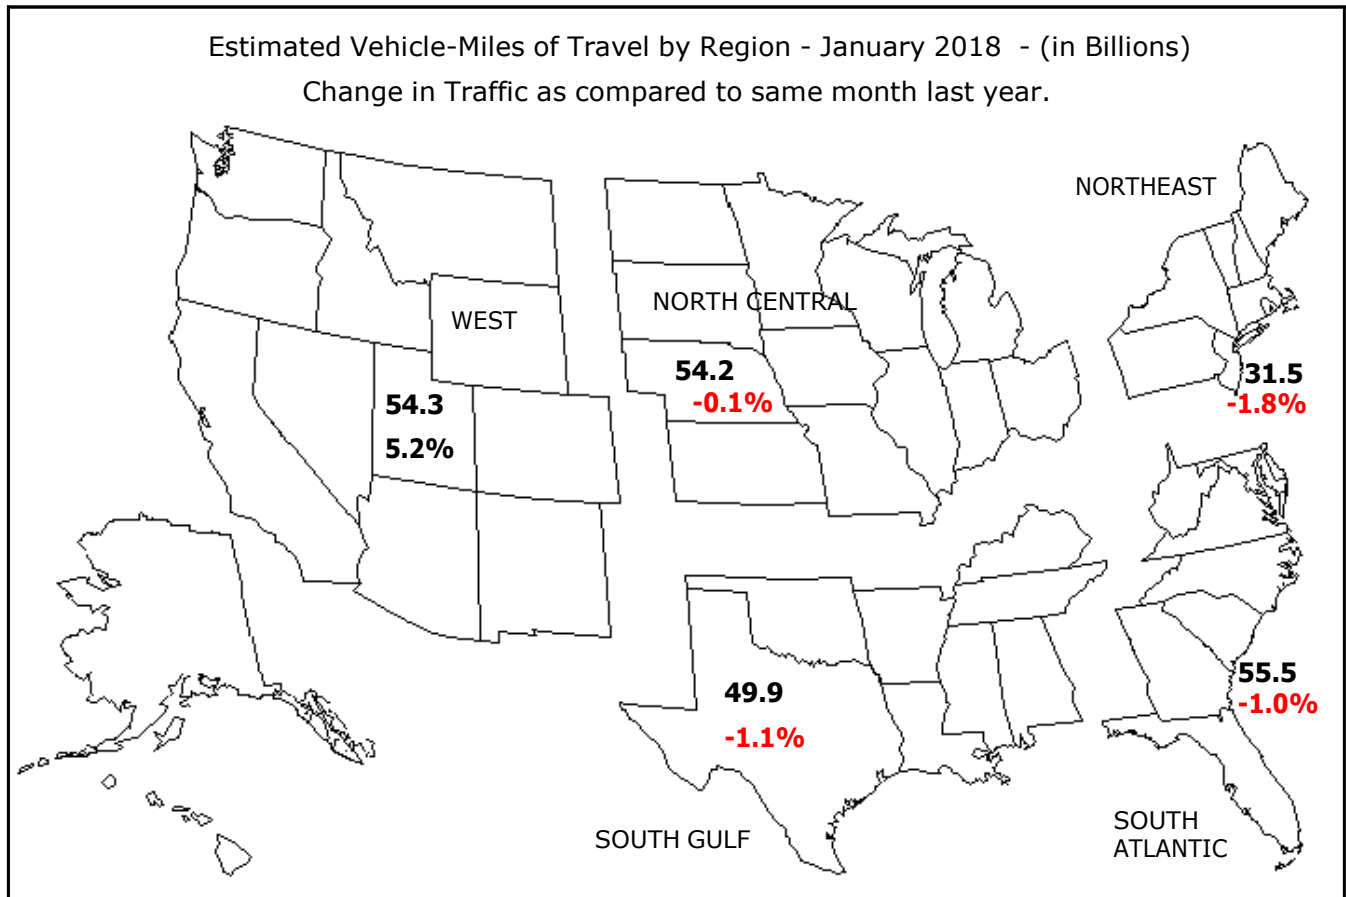 Estimated Vehicle-Miles of Travel by Region - January 2018 - (in Billions)
Change in Traffic as compared to same month last year.
NORTHEAST
31.5
-1.8%
NORTH CENTRAL
54.2
-0.1%
WEST
54.3
5.2%
SOUTH GULF
49.9
-1.1%
SOUTH
ATLANTIC
55.5
-1.0%